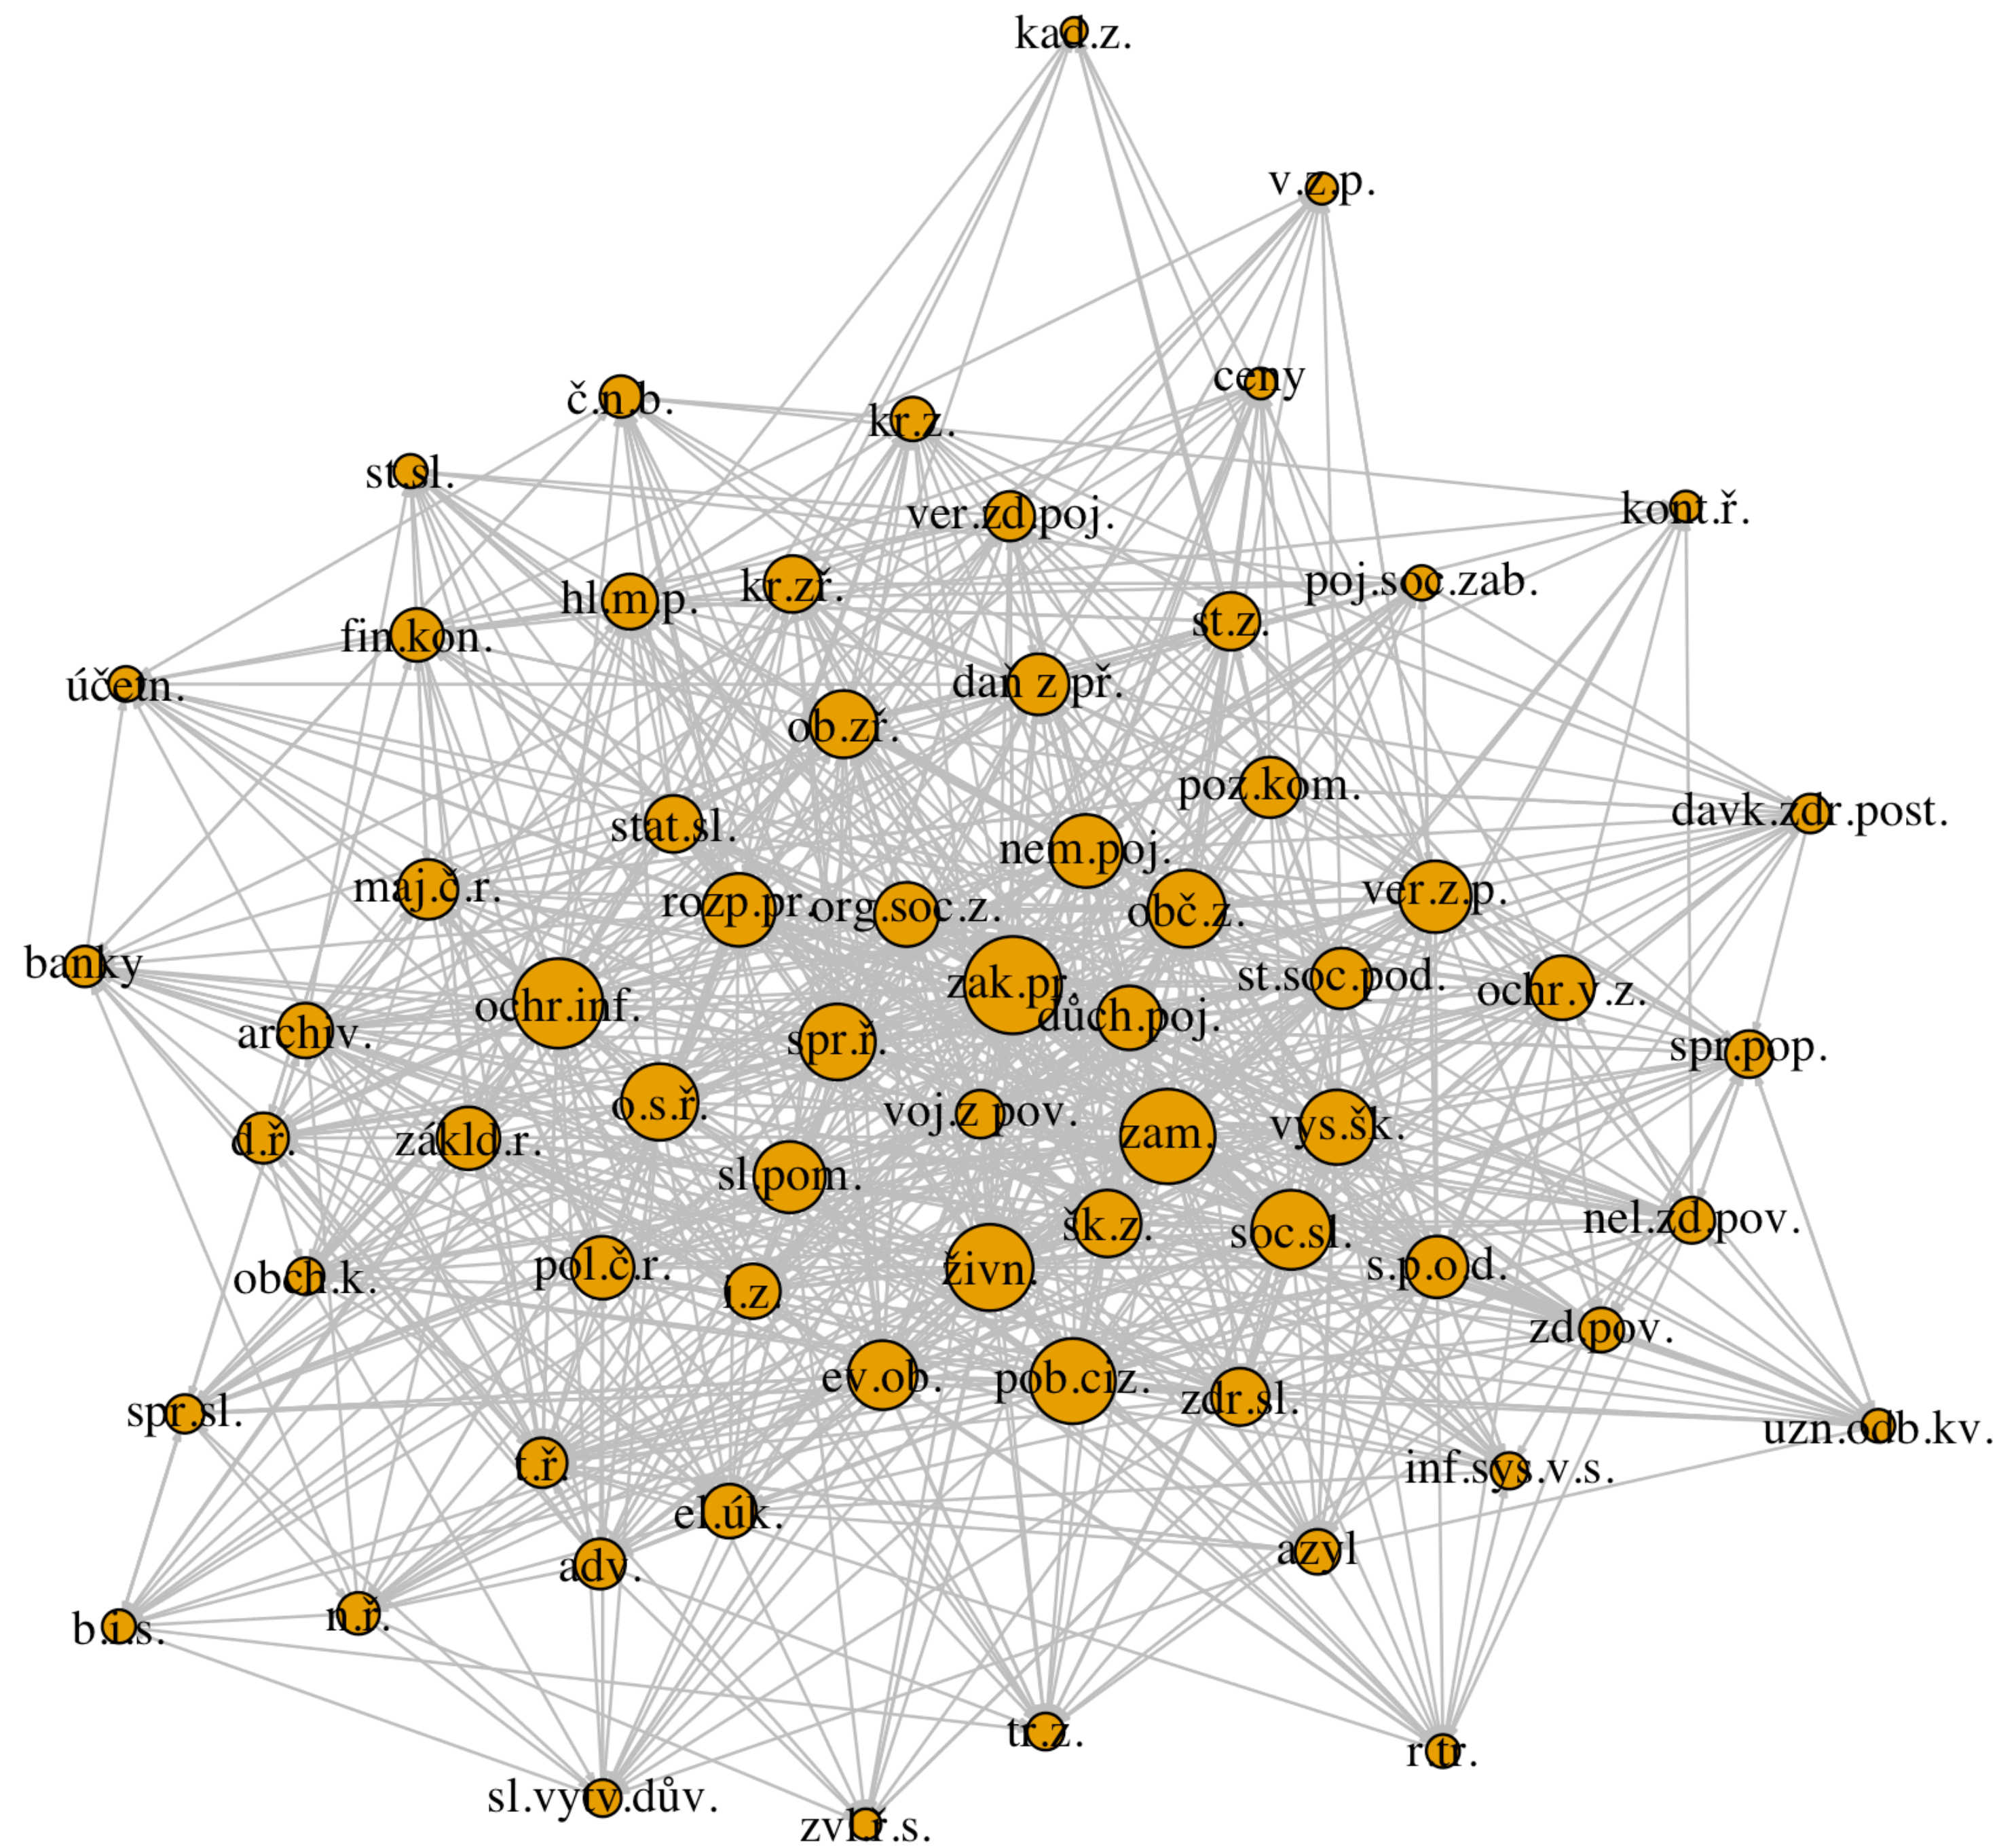 kad.z.
v.z.p.
ceny
č.n.b.
kr.z.
st.sl.
ver.zd.poj.
kont.ř.
poj.soc.zab.
kr.zř.
hl.m.p.
st.z.
fin.kon.
účetn.
daň z př.
ob.zř.
poz.kom.
davk.zdr.post.
stat.sl.
nem.poj.
maj.č.r.
rozp.pr.
org.soc.z.
obč.z.
ver.z.p.
banky
ochr.inf.
zak.pr.
st.soc.pod.
ochr.v.z.
důch.poj.
archiv.
spr.ř.
spr.pop.
o.s.ř.
voj.z pov.
zam.
vys.šk.
d.ř.
základ.r.
sl.pom.
šk.z.
soc.sl.
nel.zd.pov.
obch.k.
pol.č.r.
i.z.
živn.
s.p.o.d.
zd.pov.
ev.ob.
pob.ciz.
zdr.sl.
spr.sl.
uzn.odb.kv.
t.ř.
inf.sys.v.s.
el.úk.
adv.
azyl
b.i.s.
n.ř.
tr.z.
r.tr.
sl.vytv.dův.
zvl.ř.s.